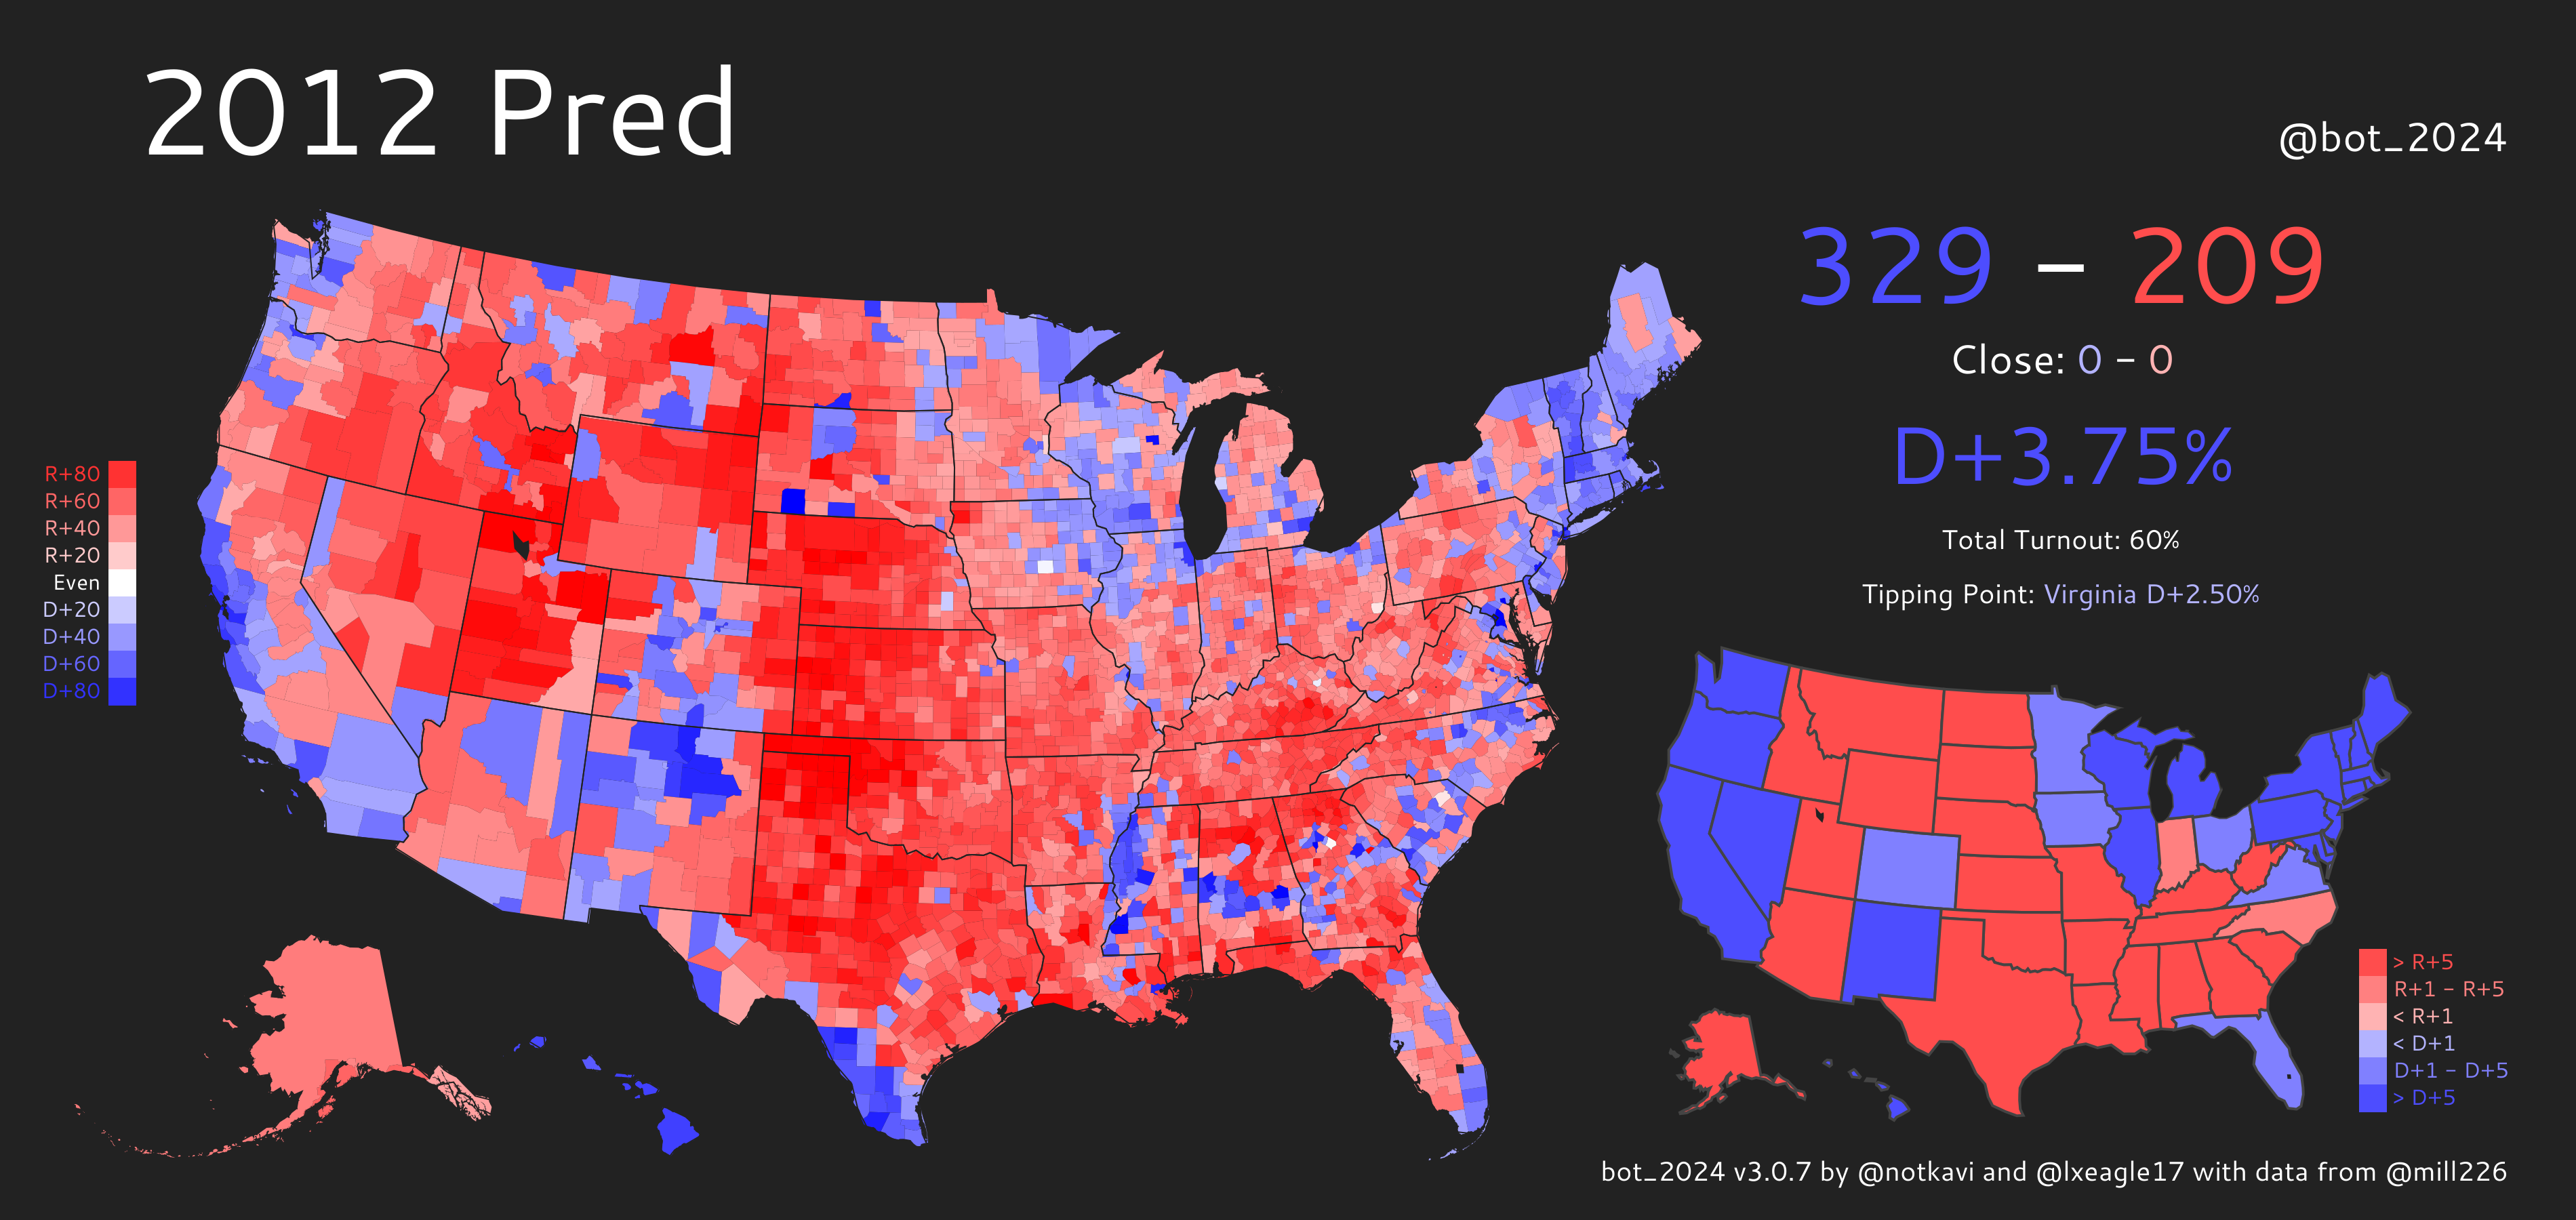 2012 Pred
@bot_2024
329 - 209
Close: 0 - 0
D+3.75%
Total Turnout: 60%
Tipping Point: Virginia D+2.50%
R+80
R+60
R+40
R+20
Even
D+20
D+40
D+60
D+80
> R+5
R+1 - R+5
< R+1
< D+1
D+1 - D+5
> D+5
bot_2024 v3.0.7 by @notkavi and @lxeagle17 with data from @mill226